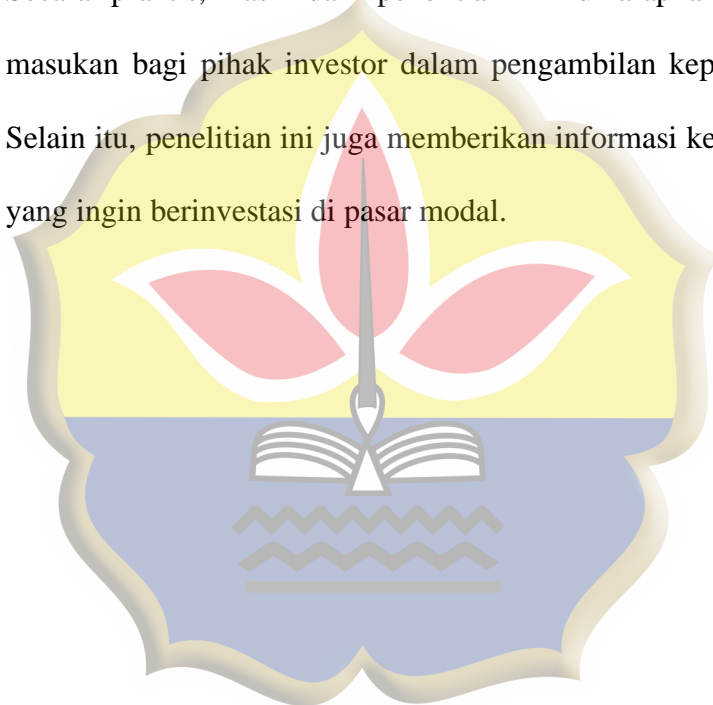 masukan bagi pihak investor dalam pengambilan kep
Selain itu, penelitian ini juga memberikan informasi ke
yang ingin berinvestasi di pasar modal.